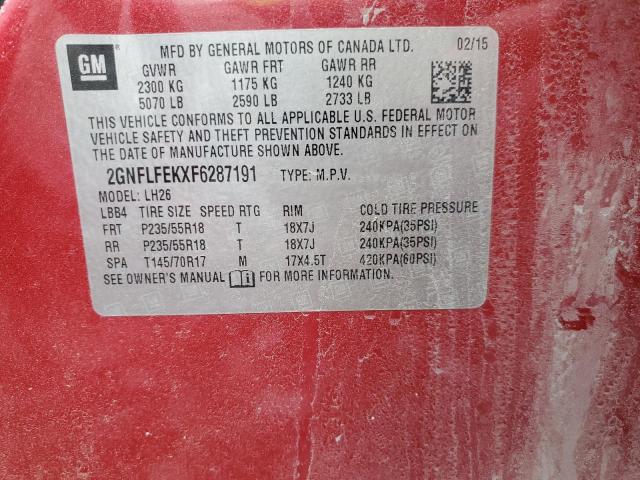 GM
MFD BY GENERAL MOTORS OF CANADA LTD. 02/15
GVWR GAWR FRT GAWR RR
2300 KG 1175 KG 1240 KG
5070 LB 2590 LB 2733 LB
THIS VEHICLE CONFORMS TO ALL APPLICABLE U.S. FEDERAL MOTOR
VEHICLE SAFETY AND THEFT PREVENTION STANDARDS IN EFFECT ON
THE DATE OF MANUFACTURE SHOWN ABOVE.
2GNFLFEKXF6287191 TYPE: M.P.V.
MODEL: LH26
LBB4 TIRE SIZE SPEED RTG RIM COLD TIRE PRESSURE
FRT P235/55R18 T 18X7J 240KPA(35PSI)
RR P235/55R18 T 18X7J 240KPA(35PSI)
SPA T145/70R17 M 17X4.5T 420KPA(60PSI)
SEE OWNER'S MANUAL FOR MORE INFORMATION.